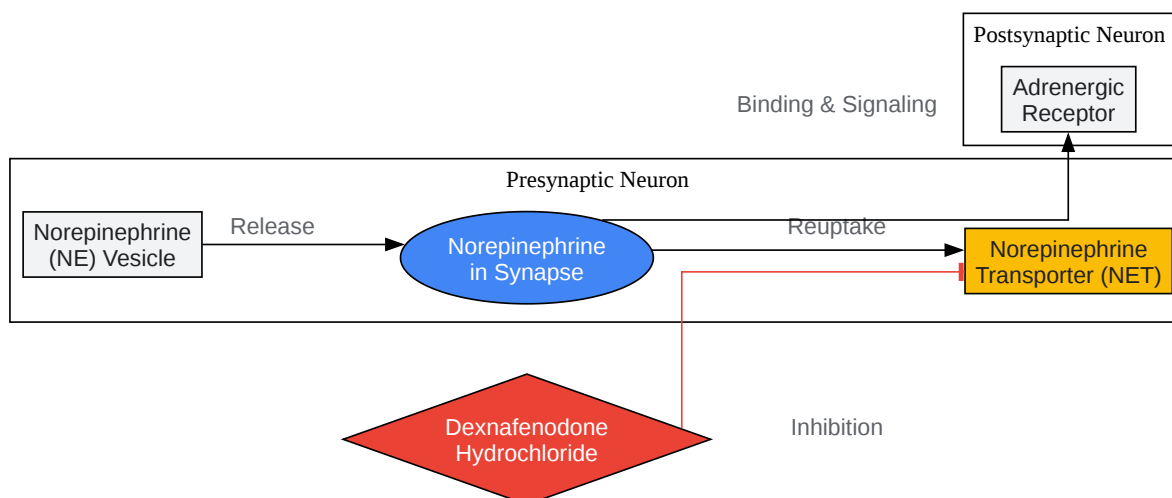 Postsynaptic Neuron
Adrenergic
Receptor
Binding & Signaling
Presynaptic Neuron
Norepinephrine
(NE) Vesicle
Release
Norepinephrine
in Synapse
Reuptake
Norepinephrine
Transporter (NET)
Dexnafenodone
Hydrochloride
Inhibition